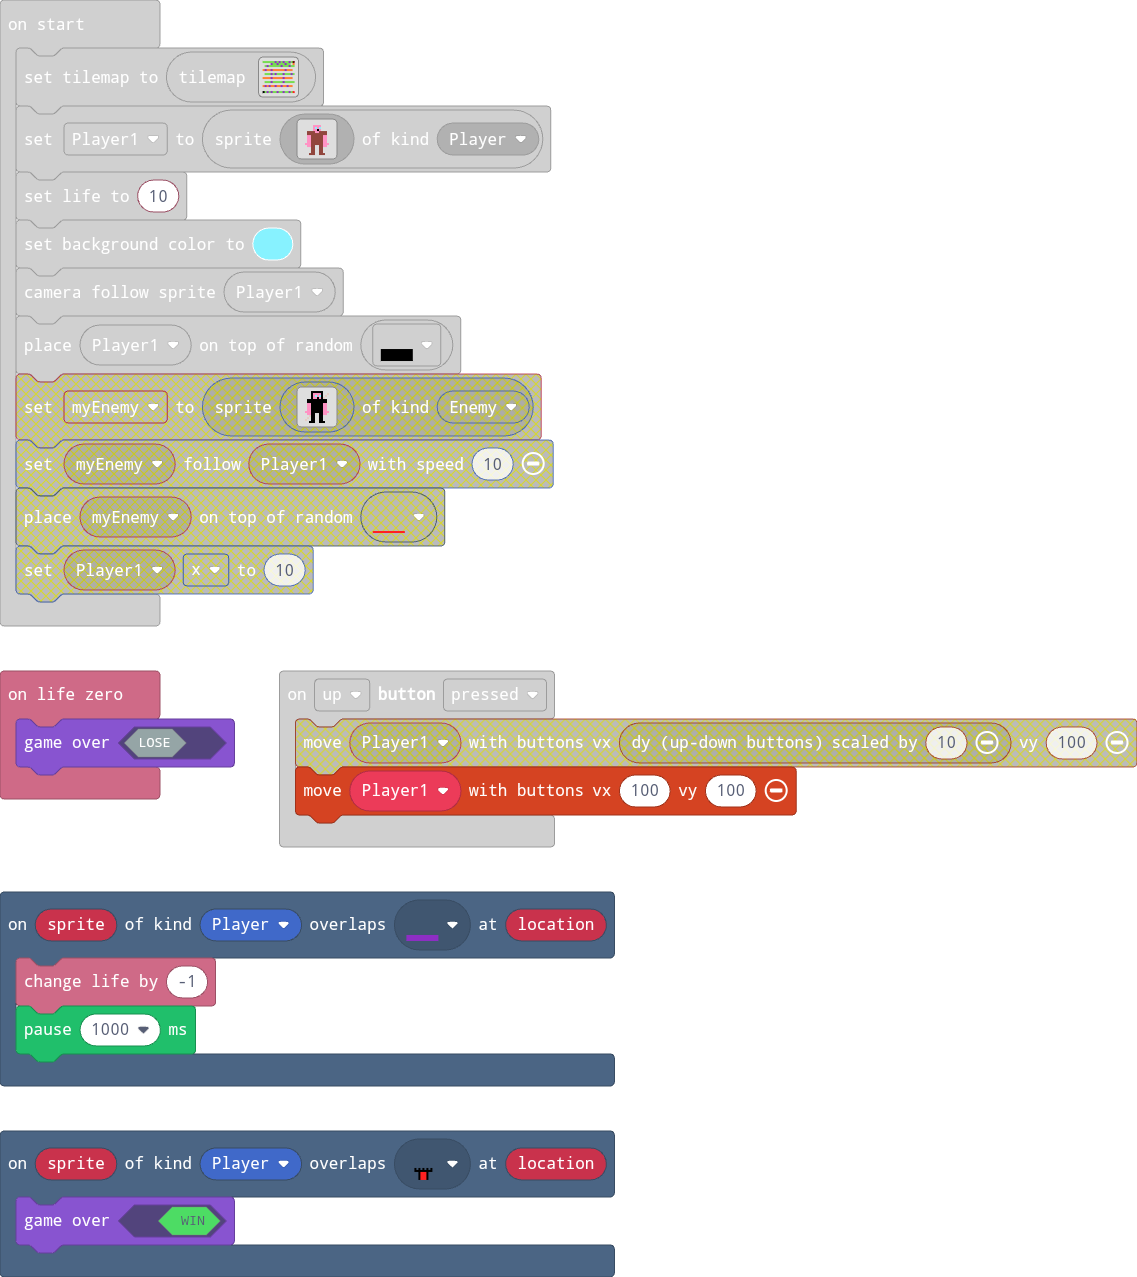 on start
set tilemap to tilemap
set Player1 to sprite of kind Player
set life to 10
set background color to
camera follow sprite Player1
place Player1 on top of random
set myEnemy to sprite of kind Enemy
set myEnemy follow Player1 with speed 10
place myEnemy on top of random
set Player1 x to 10
on life zero
game over LOSE
on up button pressed
move Player1 with buttons vx dy (up-down buttons) scaled by 10 vy 100
move Player1 with buttons vx 100 vy 100
on sprite of kind Player overlaps at location
change life by -1
pause 1000 ms
on sprite of kind Player overlaps at location
game over WIN